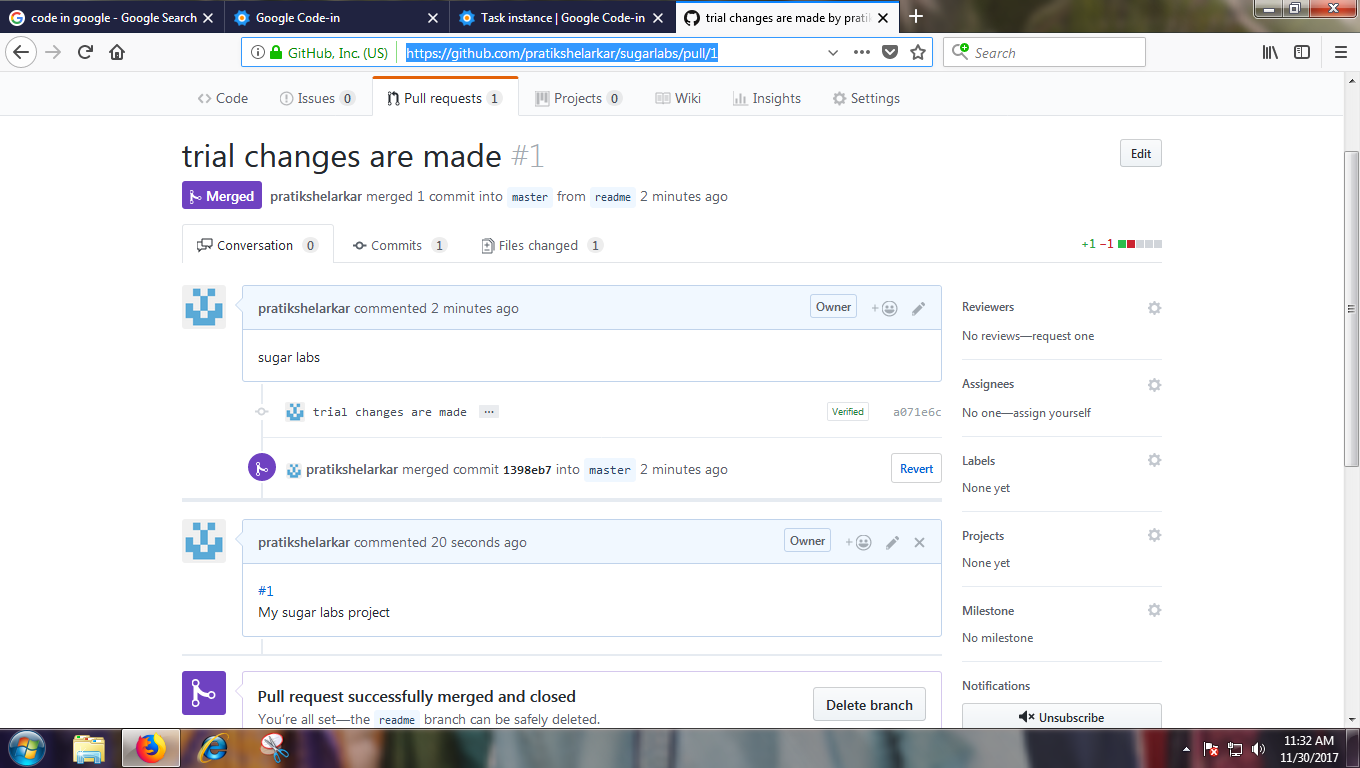 code in google - Google Search
Google Code-in
Task instance | Google Code-in
trial changes are made by pratik
GitHub, Inc. (US)
https://github.com/pratikshelarkar/sugarlabs/pull/1
Search
Code
Issues 0
Pull requests 1
Projects 0
Wiki
Insights
Settings
trial changes are made #1
Edit
Merged pratikshelarkar merged 1 commit into master from readme 2 minutes ago
Conversation 0
Commits 1
Files changed 1
+1 −1
pratikshelarkar commented 2 minutes ago
Owner
sugar labs
trial changes are made ...
Verified
a071e6c
pratikshelarkar merged commit 1398eb7 into master 2 minutes ago
Revert
pratikshelarkar commented 20 seconds ago
Owner
#1
My sugar labs project
Pull request successfully merged and closed
You're all set—the readme branch can be safely deleted.
Delete branch
Reviewers
No reviews—request one
Assignees
No one—assign yourself
Labels
None yet
Projects
None yet
Milestone
No milestone
Notifications
Unsubscribe
11:32 AM
11/30/2017